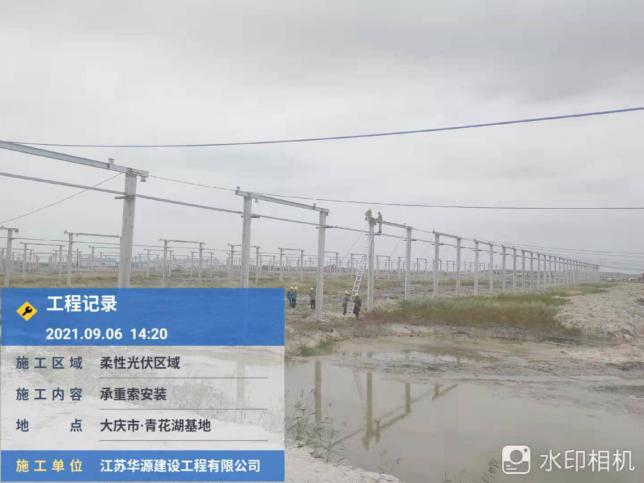 工程记录
2021.09.06 14:20
施工区域 柔性光伏区域
施工内容 承重索安装
地 点 大庆市·青花湖基地
施工单位 江苏华源建设工程有限公司
水印相机